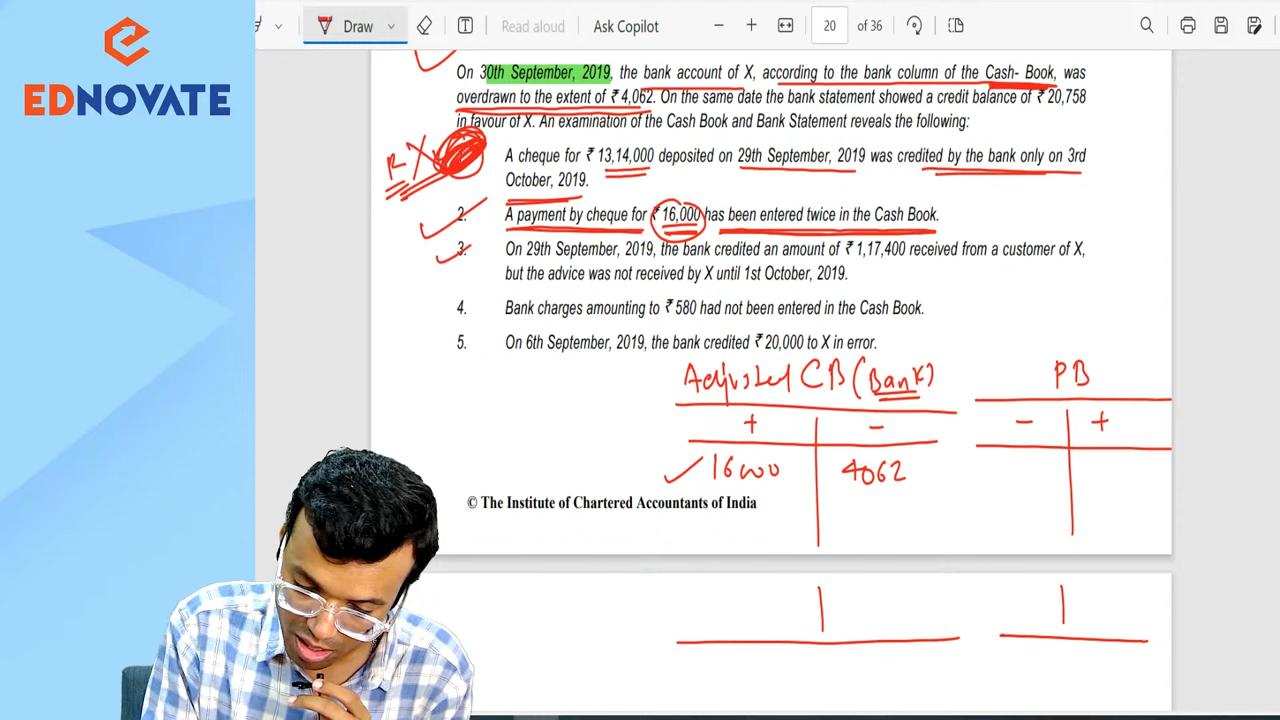 EDNOVATE
Draw
Read aloud
Ask Copilot
20 of 36
On 30th September, 2019, the bank account of X, according to the bank column of the Cash- Book, was
overdrawn to the extent of ₹ 4,062. On the same date the bank statement showed a credit balance of ₹ 20,758
in favour of X. An examination of the Cash Book and Bank Statement reveals the following:
A cheque for ₹ 13,14,000 deposited on 29th September, 2019 was credited by the bank only on 3rd
October, 2019.
2. A payment by cheque for ₹ 16,000 has been entered twice in the Cash Book.
3. On 29th September, 2019, the bank credited an amount of ₹ 1,17,400 received from a customer of X,
but the advice was not received by X until 1st October, 2019.
4. Bank charges amounting to ₹ 580 had not been entered in the Cash Book.
5. On 6th September, 2019, the bank credited ₹ 20,000 to X in error.
Adjusted CB (Bank) PB
+ - - +
16000 4062
© The Institute of Chartered Accountants of India